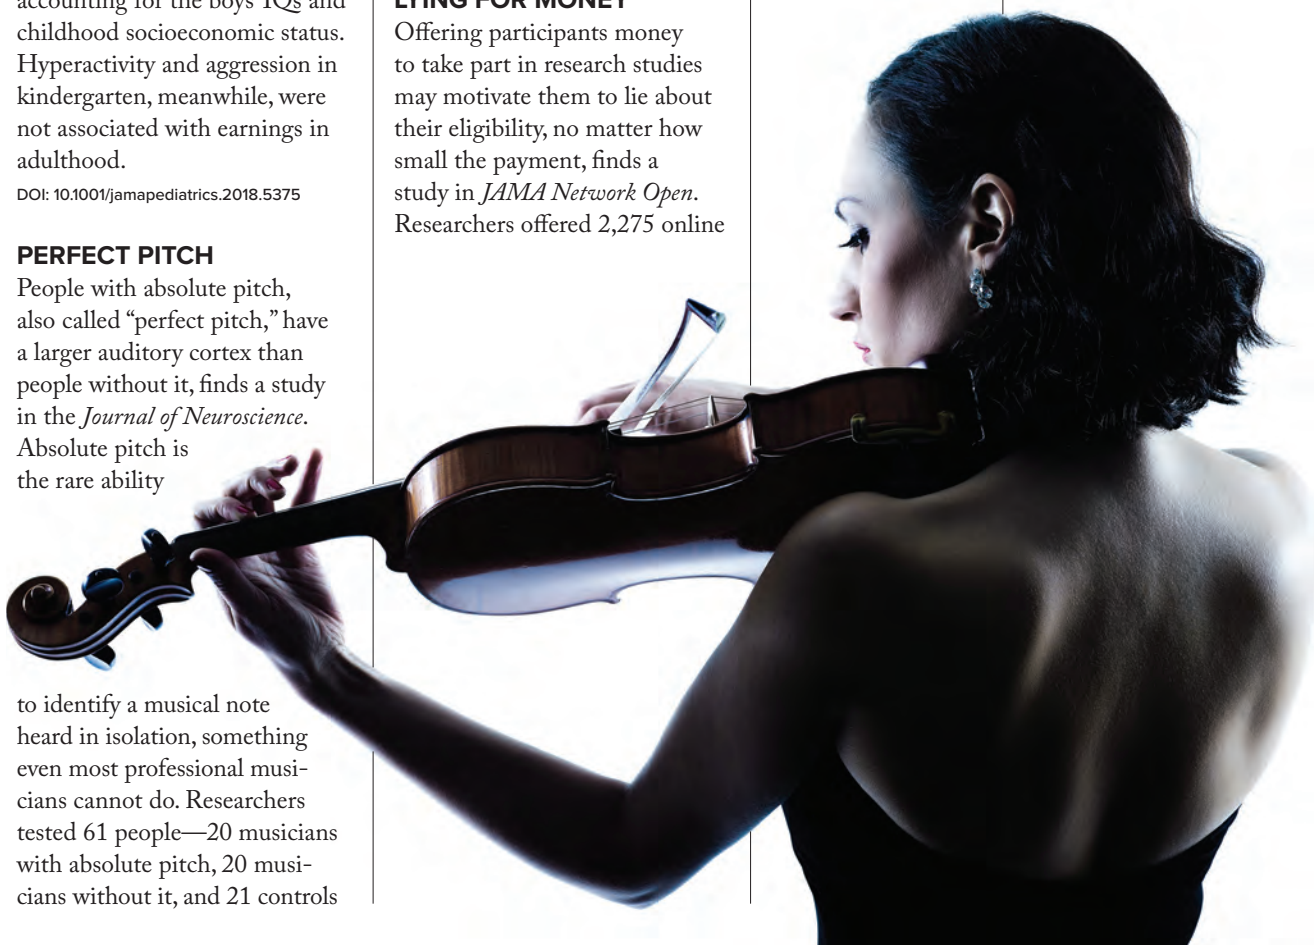 accounting for the boys' IQs and
childhood socioeconomic status.
Hyperactivity and aggression in
kindergarten, meanwhile, were
not associated with earnings in
adulthood.
DOI: 10.1001/jamapediatrics.2018.5375
PERFECT PITCH
People with absolute pitch,
also called “perfect pitch,” have
a larger auditory cortex than
people without it, finds a study
in the Journal of Neuroscience.
Absolute pitch is
the rare ability
to identify a musical note
heard in isolation, something
even most professional musi-
cians cannot do. Researchers
tested 61 people—20 musicians
with absolute pitch, 20 musi-
cians without it, and 21 controls
LYING FOR MONEY
Offering participants money
to take part in research studies
may motivate them to lie about
their eligibility, no matter how
small the payment, finds a
study in JAMA Network Open.
Researchers offered 2,275 online